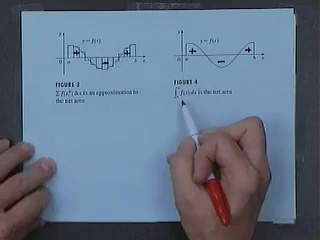 y
y = f(x)
+
+
−
0
a
b
x
y
y = f(x)
+
+
−
0
a
b
x
FIGURE 3
Σ f(xᵢ*) Δx is an approximation to
the net area
FIGURE 4
∫ₐᵇ f(x) dx is the net area